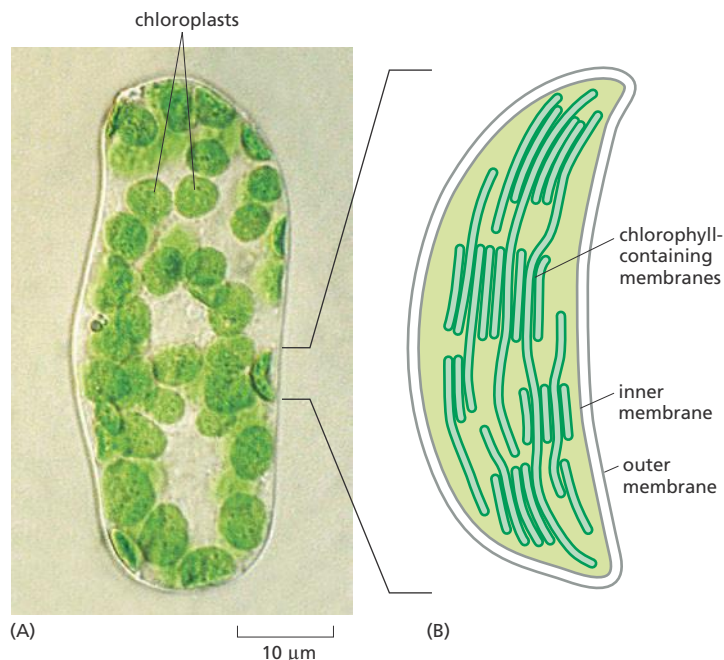 chloroplasts
chlorophyll-
containing
membranes
inner
membrane
outer
membrane
(A)
10 μm
(B)